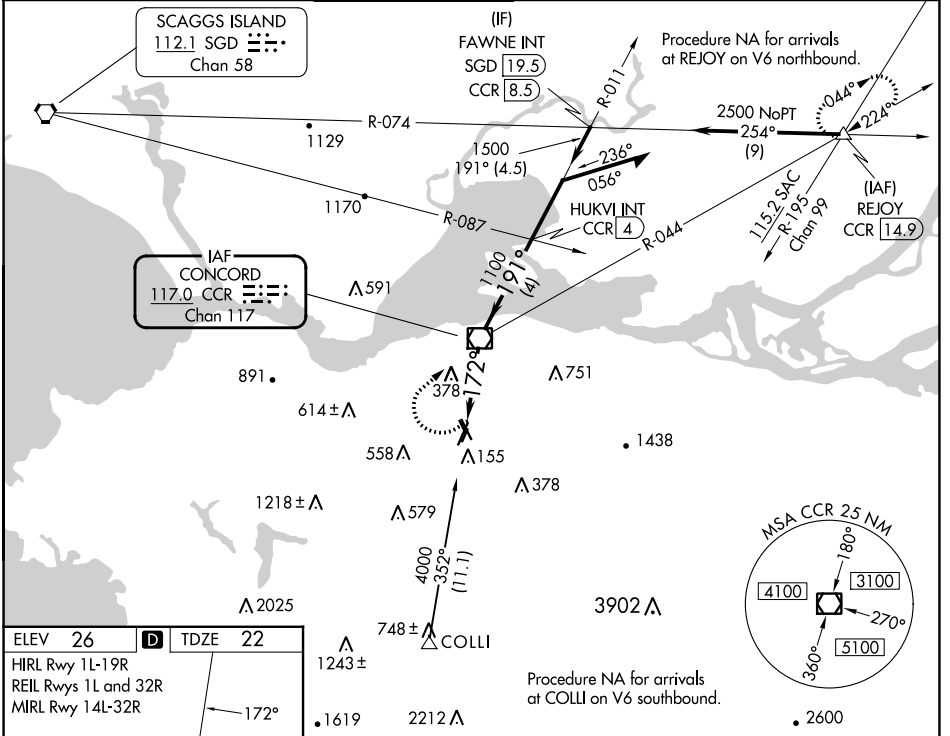 SCAGGS ISLAND
112.1 SGD
Chan 58
(IF)
FAWNE INT
SGD 19.5
CCR 8.5
Procedure NA for arrivals
at REJOY on V6 northbound.
R-011
044°
224°
2500 NoPT
254°
(9)
R-074
1129
1500
191° (4.5)
236°
056°
(IAF)
REJOY
CCR 14.9
115.2 SAC
R-195
Chan 99
1170
R-087
HUKVI INT
CCR 4
R-044
IAF
CONCORD
117.0 CCR
Chan 117
591
1100
191°
(4)
172°
891
378
751
614±
558
155
1438
1218±
579
378
4000
352°
(11.1)
MSA CCR 25 NM
180°
4100
3100
270°
5100
360°
2025
3902
748±
COLLI
1243±
ELEV 26 D TDZE 22
HIRL Rwy 1L-19R
REIL Rwys 1L and 32R
MIRL Rwy 14L-32R
172°
Procedure NA for arrivals
at COLLI on V6 southbound.
1619
2212
2600